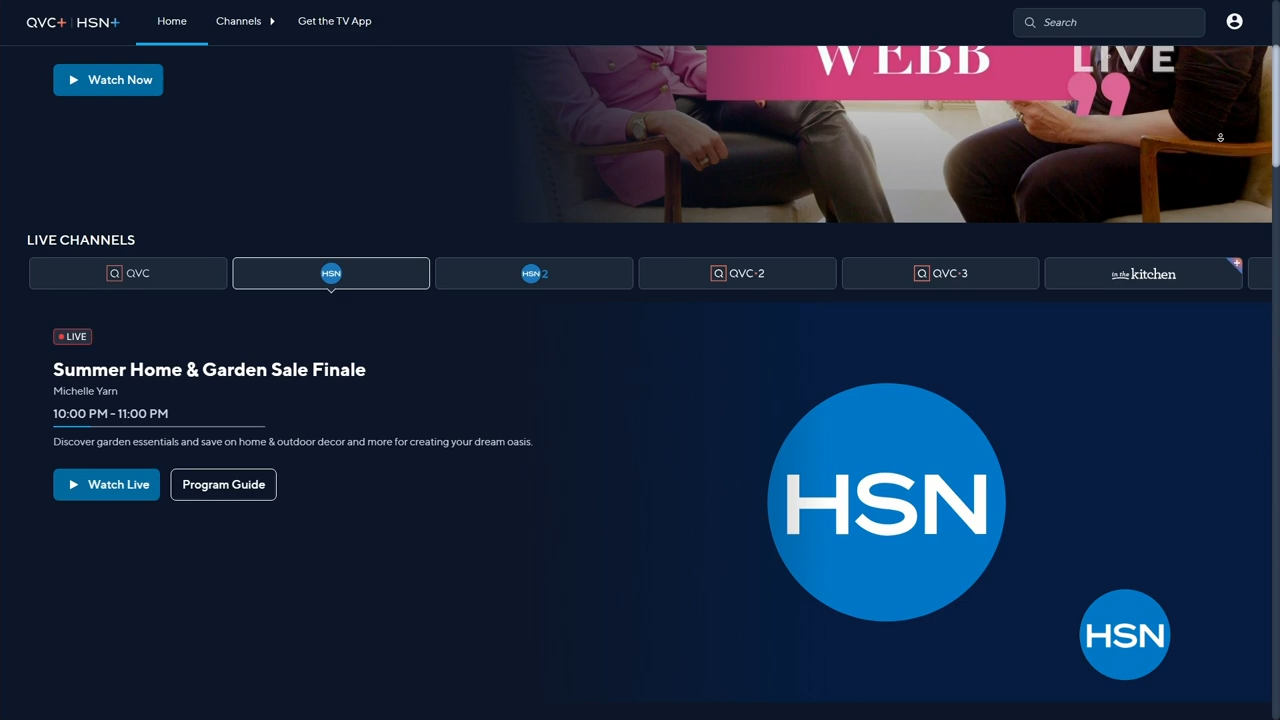 QVC+ | HSN+
Home
Channels
Get the TV App
Search
Watch Now
WEBB
LIVE
LIVE CHANNELS
QVC
HSN
HSN 2
QVC·2
QVC·3
in the kitchen
LIVE
Summer Home & Garden Sale Finale
Michelle Yarn
10:00 PM - 11:00 PM
Discover garden essentials and save on home & outdoor decor and more for creating your dream oasis.
Watch Live
Program Guide
HSN
HSN